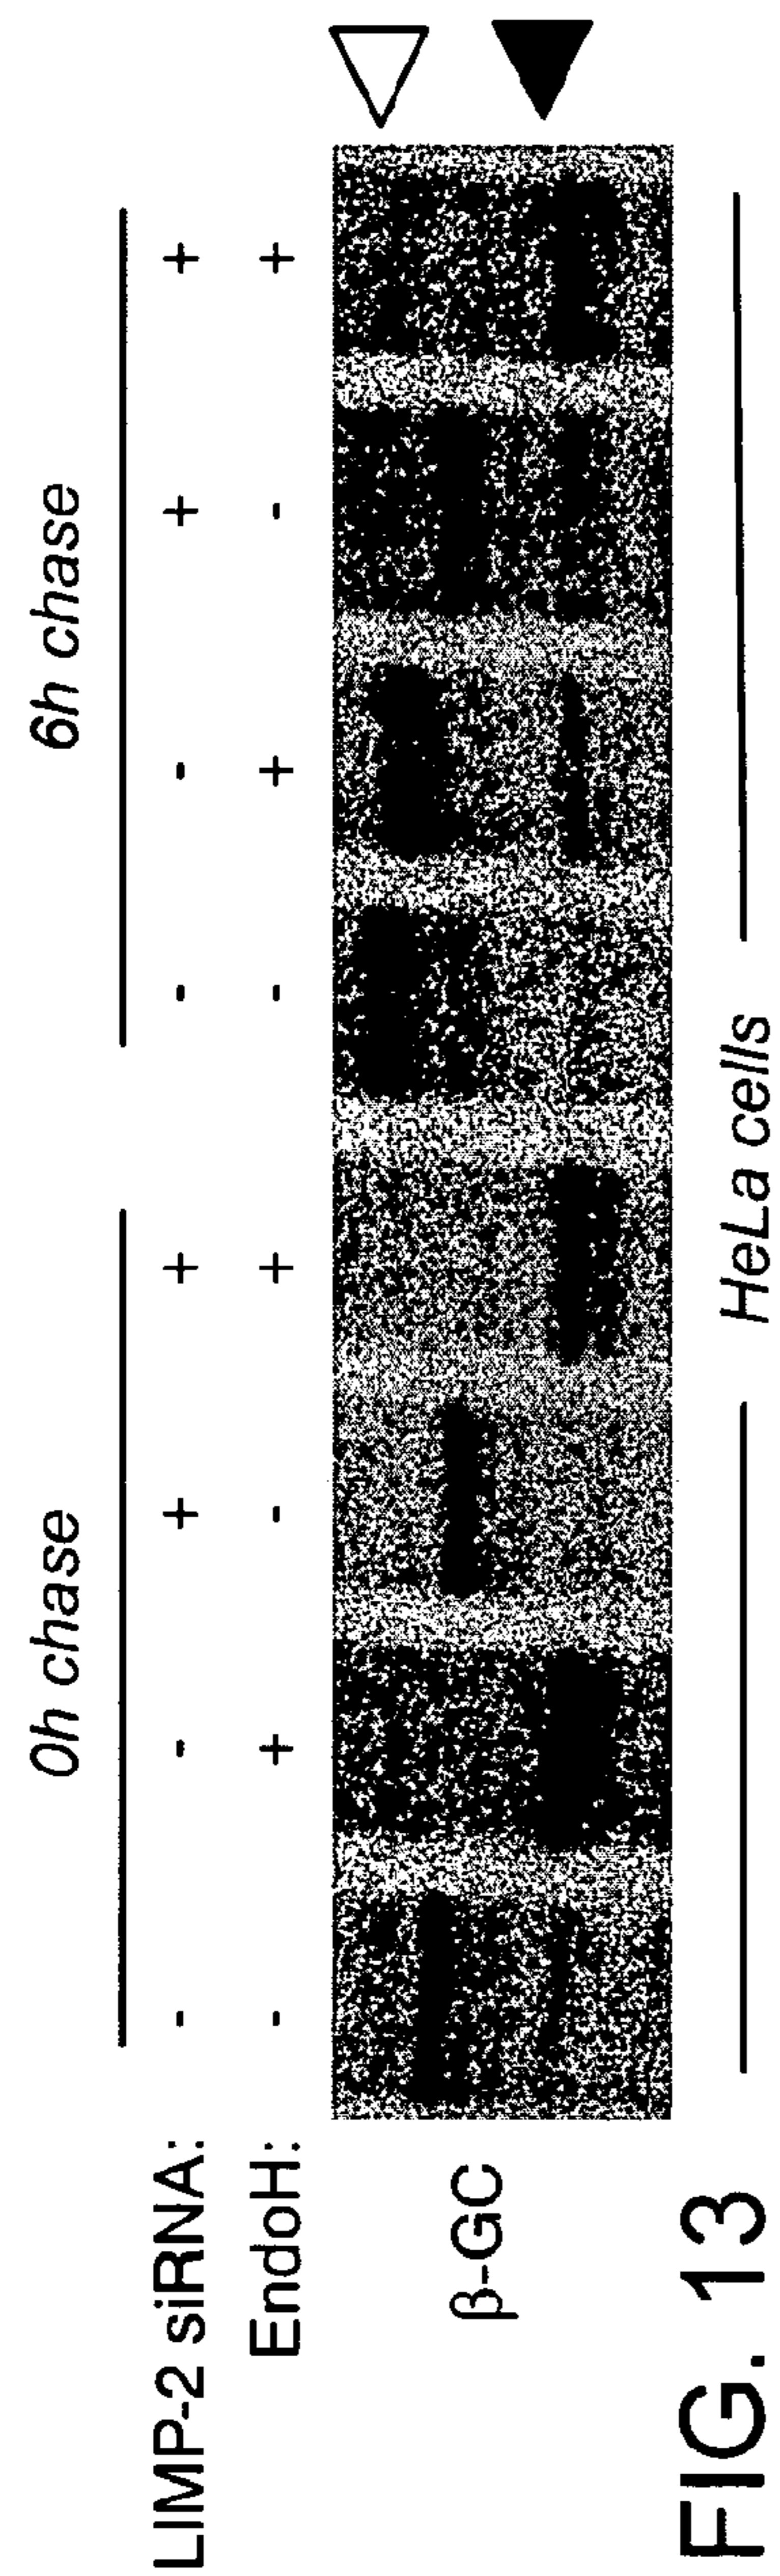 0h chase 6h chase
LIMP-2 siRNA: - - + + - - + +
EndoH: - + - + - + - +
β-GC
HeLa cells
FIG. 13